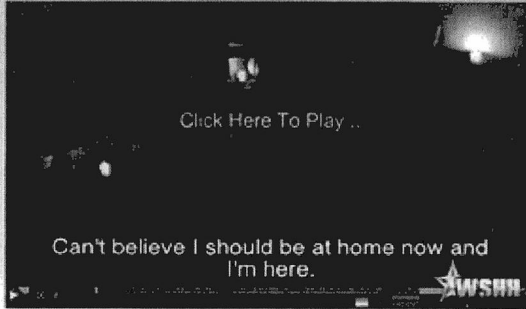 Click Here To Play ..
Can't believe I should be at home now and
I'm here.
WSHH